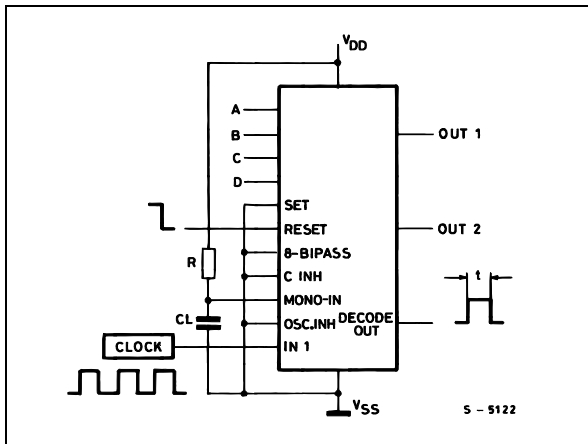 VDD
A
B
C
D
OUT 1
SET
RESET
OUT 2
8-BIPASS
R
C INH
t
MONO-IN
CL
OSC.INH
DECODE OUT
CLOCK
IN 1
VSS
S - 5122